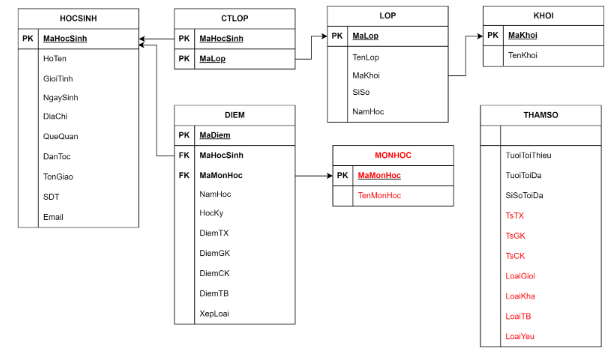 HOCSINH
PK MaHocSinh
HoTen
GioiTinh
NgaySinh
DiaChi
QueQuan
DanToc
TonGiao
SDT
Email
CTLOP
PK MaHocSinh
PK MaLop
LOP
PK MaLop
TenLop
MaKhoi
SiSo
NamHoc
KHOI
PK MaKhoi
TenKhoi
DIEM
PK MaDiem
FK MaHocSinh
FK MaMonHoc
NamHoc
HocKy
DiemTX
DiemGK
DiemCK
DiemTB
XepLoai
MONHOC
PK MaMonHoc
TenMonHoc
THAMSO
TuoiToiThieu
TuoiToiDa
SiSoToiDa
TsTX
TsGK
TsCK
LoaiGioi
LoaiKha
LoaiTB
LoaiYeu